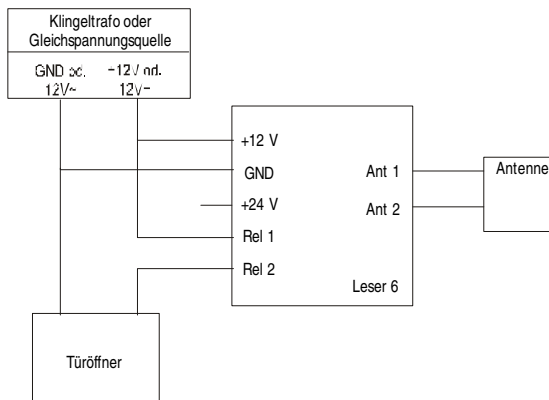 Klingeltrafo oder
Gleichspannungsquelle
GND od. +12V od.
12V~ 12V~
+12 V
GND
+24 V
Rel 1
Rel 2
Ant 1
Ant 2
Leser 6
Antenne
Türöffner